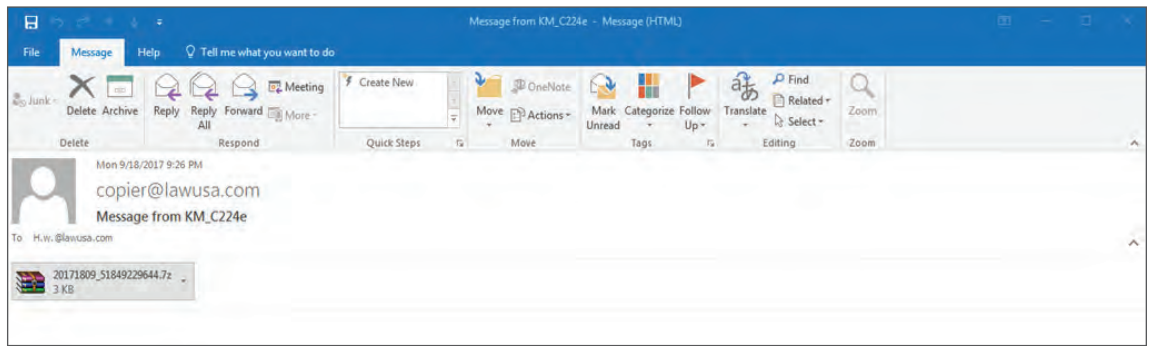 Message from KM_C224e - Message (HTML)
File Message Help Tell me what you want to do
Junk Delete Archive Reply Reply All Forward Meeting More Create New Move OneNote Actions Mark Unread Categorize Follow Up Translate Find Related Select Zoom
Delete Respond Quick Steps Move Tags Editing Zoom
Mon 9/18/2017 9:26 PM
copier@lawusa.com
Message from KM_C224e
To H.w.@lawusa.com
20171809_51849229644.7z
3 KB